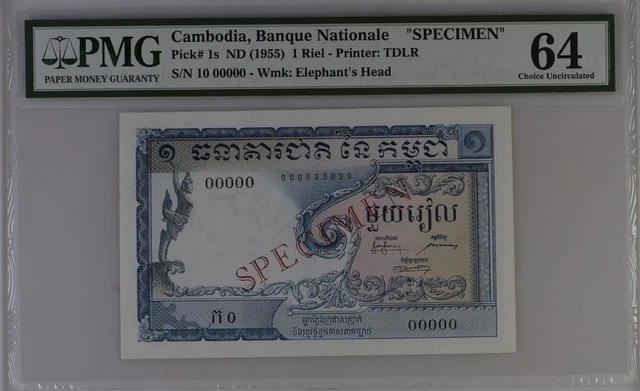 PMG
PAPER MONEY GUARANTY
Cambodia, Banque Nationale "SPECIMEN"
Pick# 1s ND (1955) 1 Riel - Printer: TDLR
S/N 10 00000 - Wmk: Elephant's Head
64
Choice Uncirculated
១ ធនាគារជាតិ នៃ កម្ពុជា ១
00000
000000000
SPECIMEN
មួយរៀល
ក 0
00000